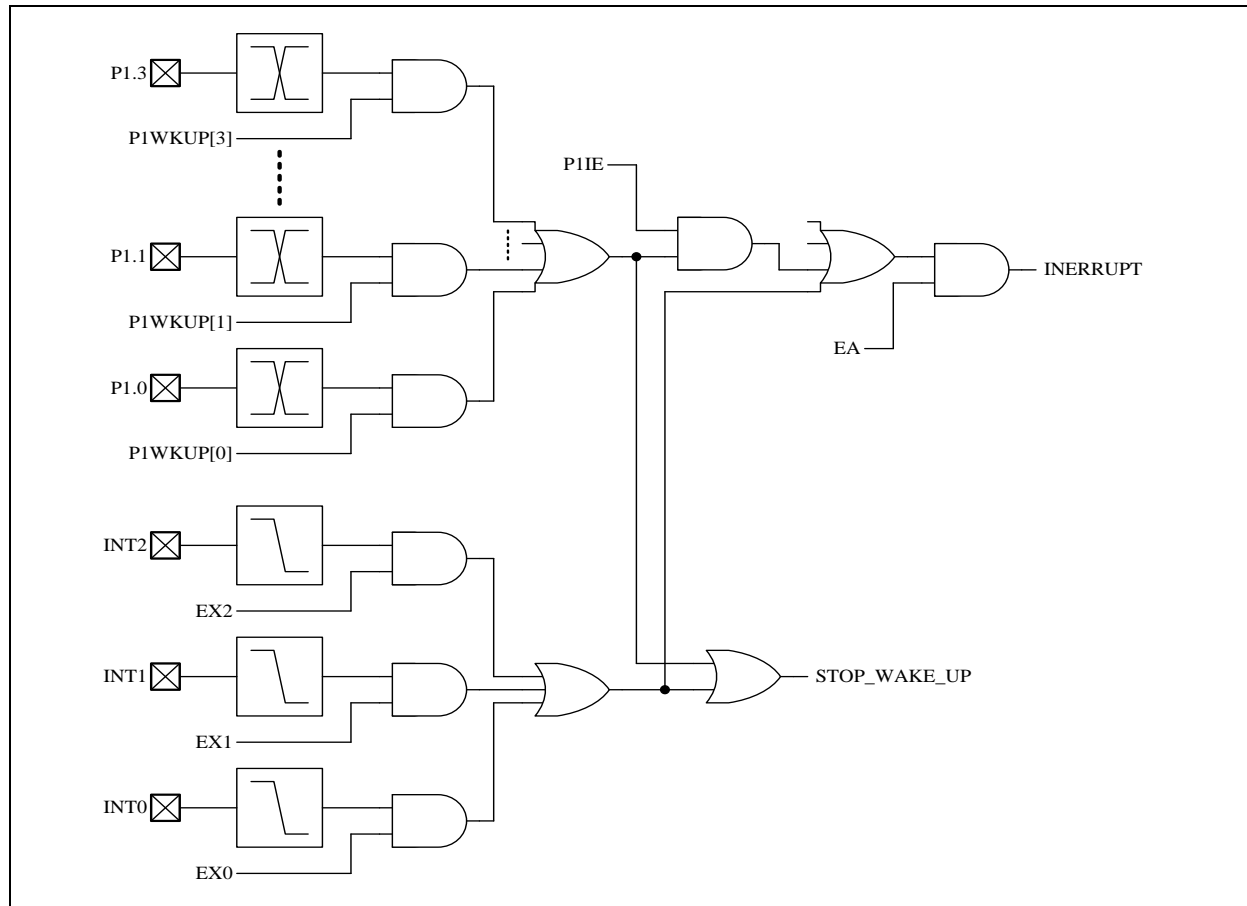 P1.3
P1WKUP[3]
P1IE
P1.1
INERRUPT
P1WKUP[1]
EA
P1.0
P1WKUP[0]
INT2
EX2
INT1
STOP_WAKE_UP
EX1
INT0
EX0